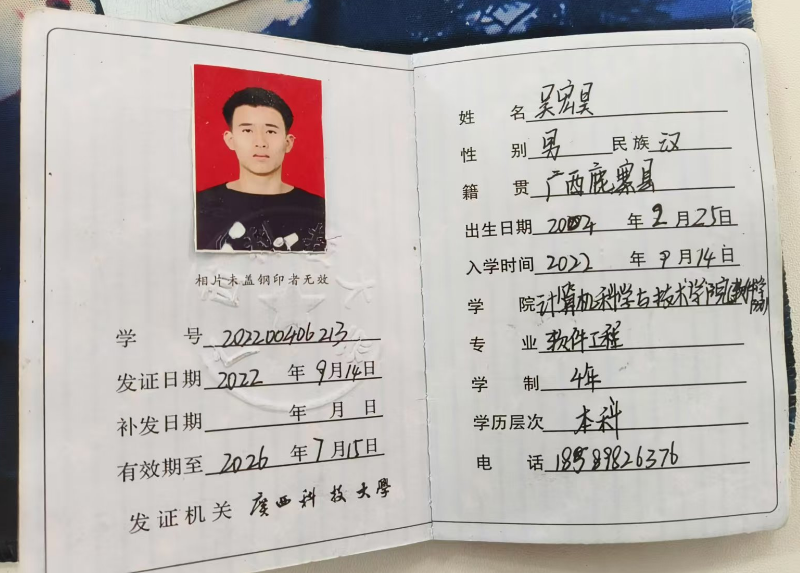 相片未盖钢印者无效
学 号 202200406213
发证日期 2022 年 9 月 14 日
补发日期 年 月 日
有效期至 2026 年 7 月 15 日
发证机关 廣西科技大學
姓 名 吴宏昊
性 别 男 民族 汉
籍 贯 广西鹿寨县
出生日期 2004 年 2 月 25 日
入学时间 2022 年 9 月 14 日
学 院 计算机科学与技术学院(软件学院)
专 业 软件工程
学 制 4年
学历层次 本科
电 话 18589826376